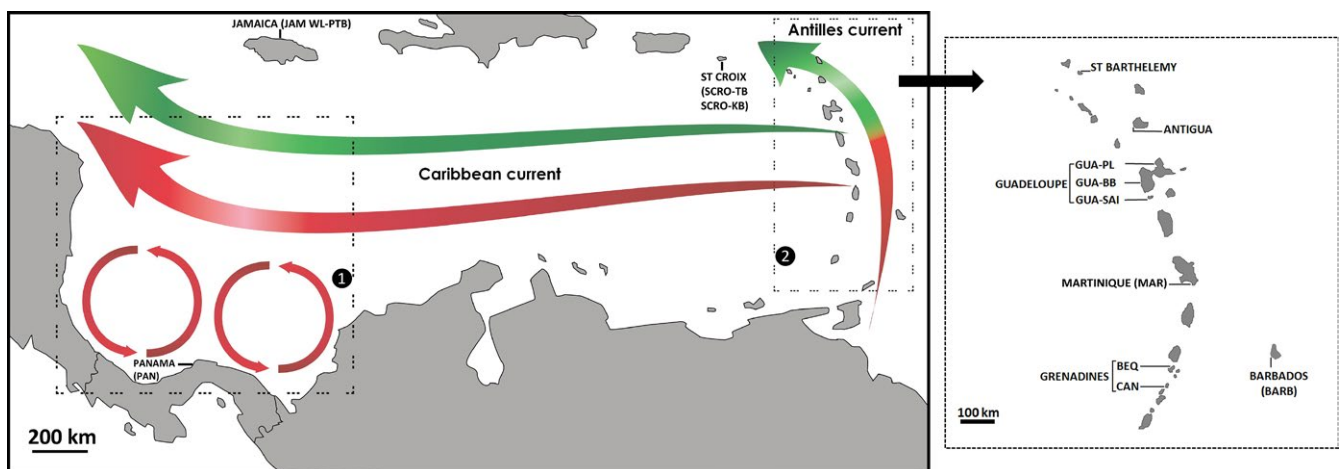 JAMAICA (JAM WL-PTB)
Antilles current
ST CROIX
(SCRO-TB
SCRO-KB)
Caribbean current
1
2
PANAMA
(PAN)
200 km
ST BARTHELEMY
ANTIGUA
GUADELOUPE
GUA-PL
GUA-BB
GUA-SAI
MARTINIQUE (MAR)
GRENADINES
BEQ
CAN
BARBADOS
(BARB)
100 km